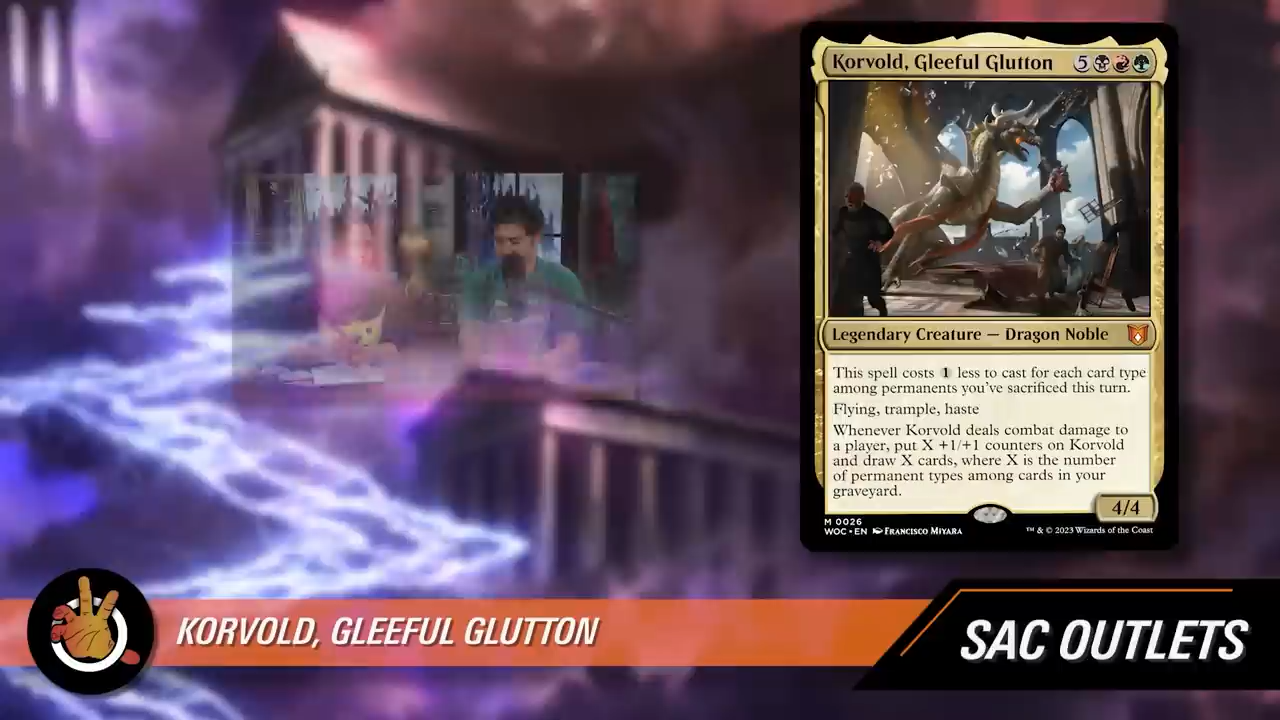 Korvold, Gleeful Glutton 5
Legendary Creature — Dragon Noble
This spell costs 1 less to cast for each card type
among permanents you've sacrificed this turn.
Flying, trample, haste
Whenever Korvold deals combat damage to
a player, put X +1/+1 counters on Korvold
and draw X cards, where X is the number
of permanent types among cards in your
graveyard.
4/4
M 0026
WOC • EN Francisco Miyara
™ & © 2023 Wizards of the Coast
KORVOLD, GLEEFUL GLUTTON
SAC OUTLETS